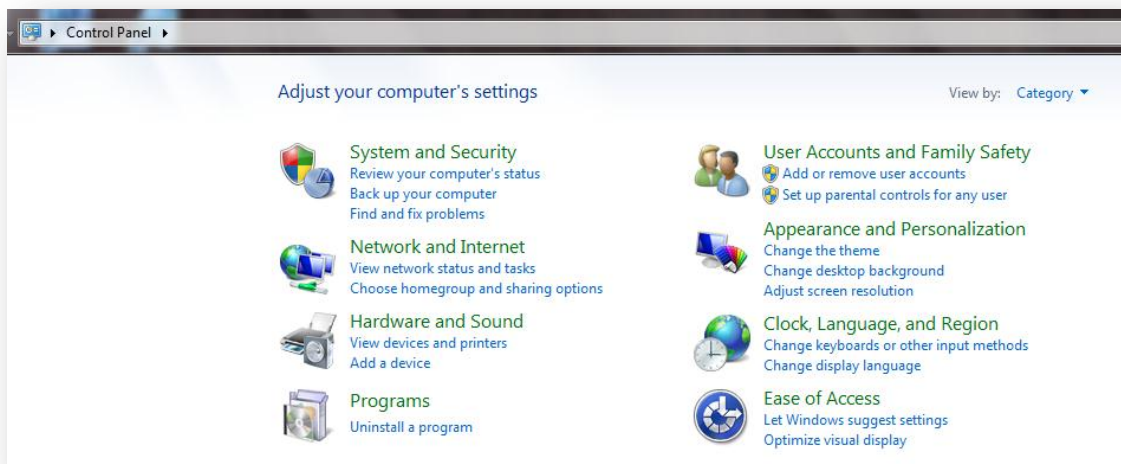 Control Panel
Adjust your computer's settings
View by: Category
System and Security
Review your computer's status
Back up your computer
Find and fix problems
Network and Internet
View network status and tasks
Choose homegroup and sharing options
Hardware and Sound
View devices and printers
Add a device
Programs
Uninstall a program
User Accounts and Family Safety
Add or remove user accounts
Set up parental controls for any user
Appearance and Personalization
Change the theme
Change desktop background
Adjust screen resolution
Clock, Language, and Region
Change keyboards or other input methods
Change display language
Ease of Access
Let Windows suggest settings
Optimize visual display